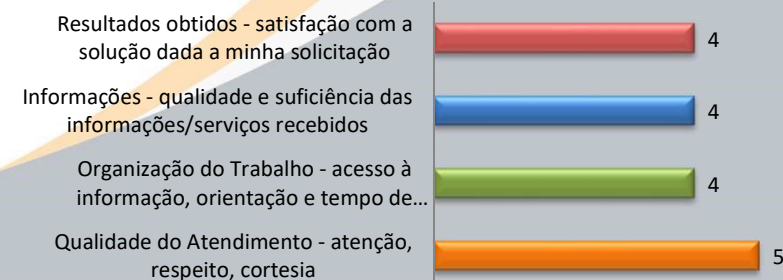 Resultados obtidos - satisfação com a
solução dada a minha solicitação
4
Informações - qualidade e suficiência das
informações/serviços recebidos
4
Organização do Trabalho - acesso à
informação, orientação e tempo de...
4
Qualidade do Atendimento - atenção,
respeito, cortesia
5